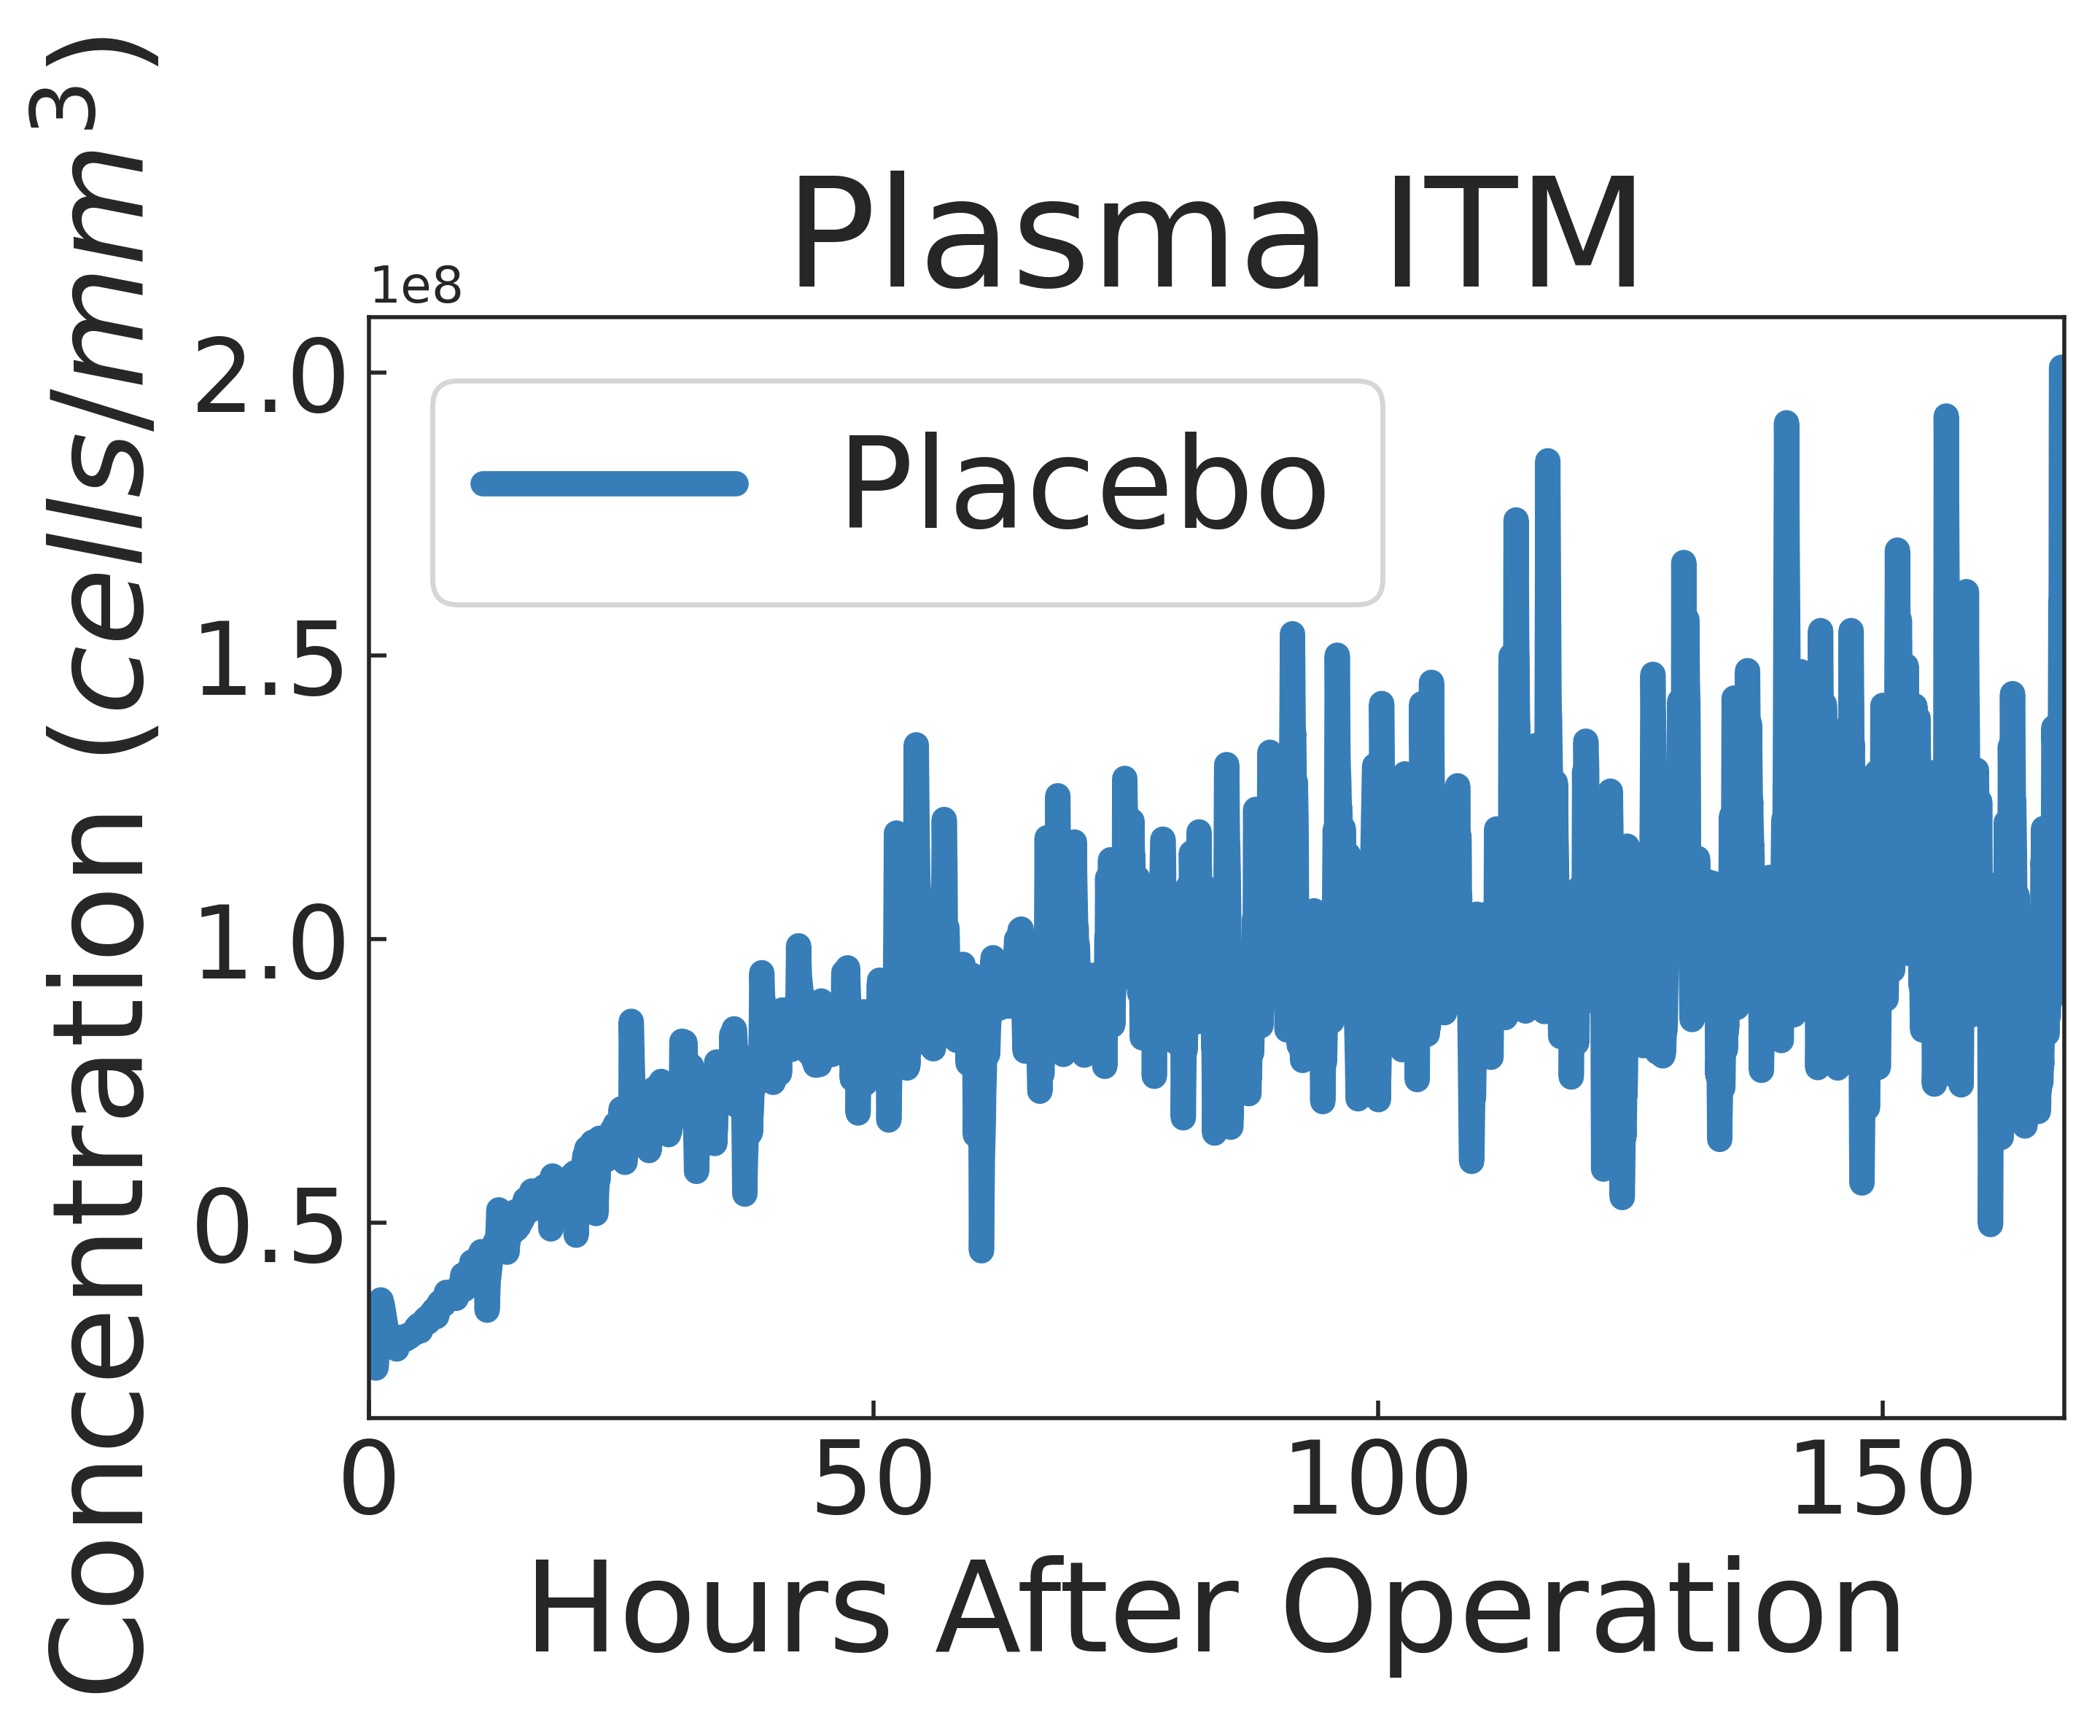 Plasma ITM
1e8
Concentration (cells/mm³)
2.0
1.5
1.0
0.5
Placebo
0 50 100 150
Hours After Operation